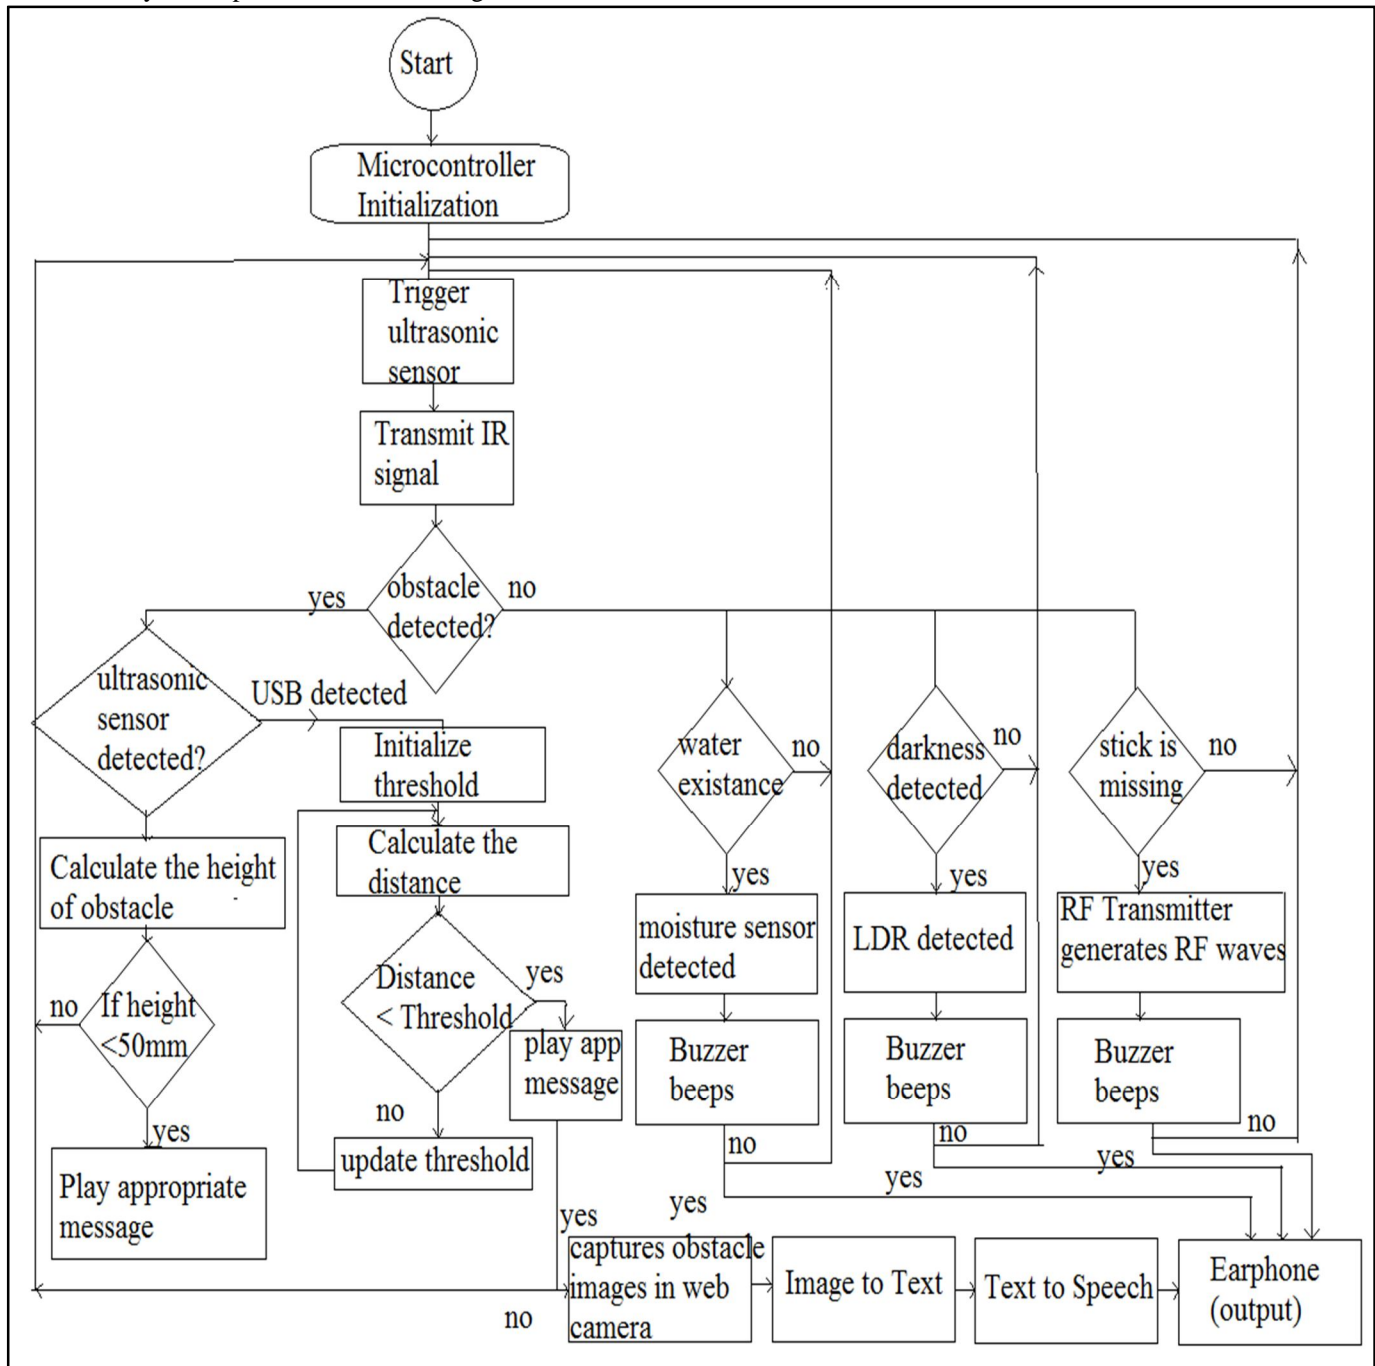 Start
Microcontroller
Initialization
Trigger
ultrasonic
sensor
Transmit IR
signal
obstacle
detected?
yes
no
ultrasonic
sensor
detected?
USB detected
Initialize
threshold
Calculate the
distance
Distance
< Threshold
yes
no
play app
message
update threshold
Calculate the height
of obstacle
If height
<50mm
no
yes
Play appropriate
message
water
existance
no
yes
moisture sensor
detected
Buzzer
beeps
no
yes
darkness
detected
no
yes
LDR detected
Buzzer
beeps
no
yes
stick is
missing
no
yes
RF Transmitter
generates RF waves
Buzzer
beeps
no
yes
yes
no
captures obstacle
images in web
camera
Image to Text
Text to Speech
Earphone
(output)